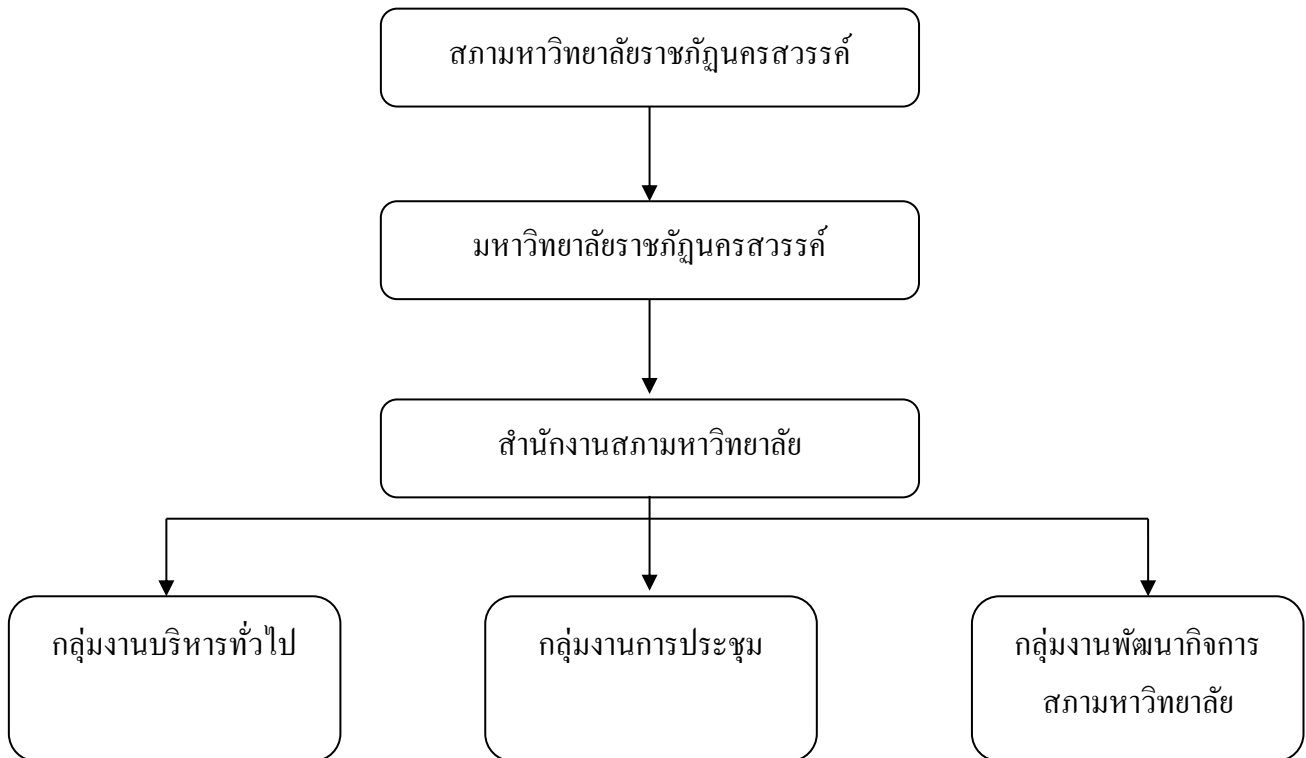 สภามหาวิทยาลัยราชภัฏนครสวรรค์
มหาวิทยาลัยราชภัฏนครสวรรค์
สำนักงานสภามหาวิทยาลัย
กลุ่มงานบริหารทั่วไป
กลุ่มงานการประชุม
กลุ่มงานพัฒนากิจการ
สภามหาวิทยาลัย